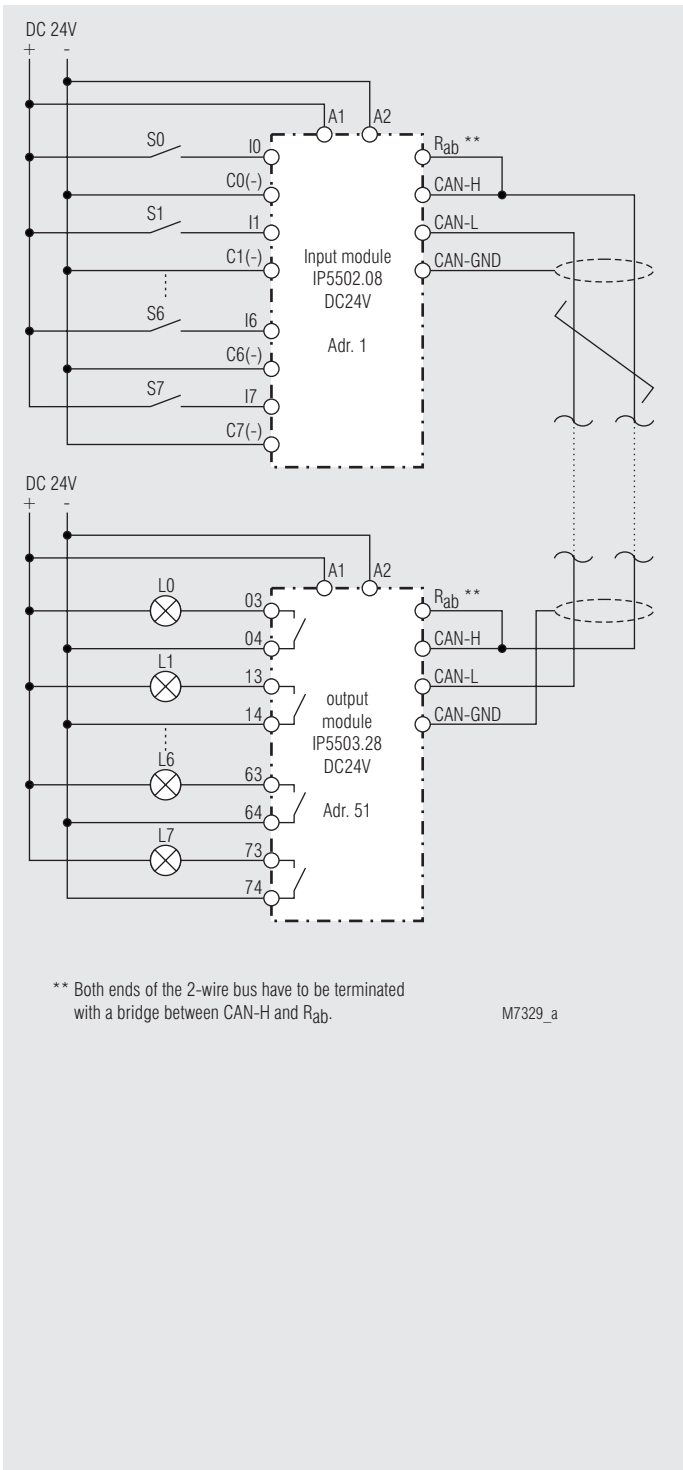 DC 24V
+ -
A1 A2
S0 I0 Rab **
C0(-) CAN-H
S1 I1 CAN-L
C1(-) CAN-GND
Input module
IP5502.08
DC24V
S6 I6
Adr. 1
C6(-)
S7 I7
C7(-)
DC 24V
+ -
A1 A2
L0 03 Rab **
04 CAN-H
L1 13 CAN-L
14 CAN-GND
output
module
IP5503.28
DC24V
L6 63
Adr. 51
64
L7 73
74
** Both ends of the 2-wire bus have to be terminated
with a bridge between CAN-H and Rab.
M7329_a